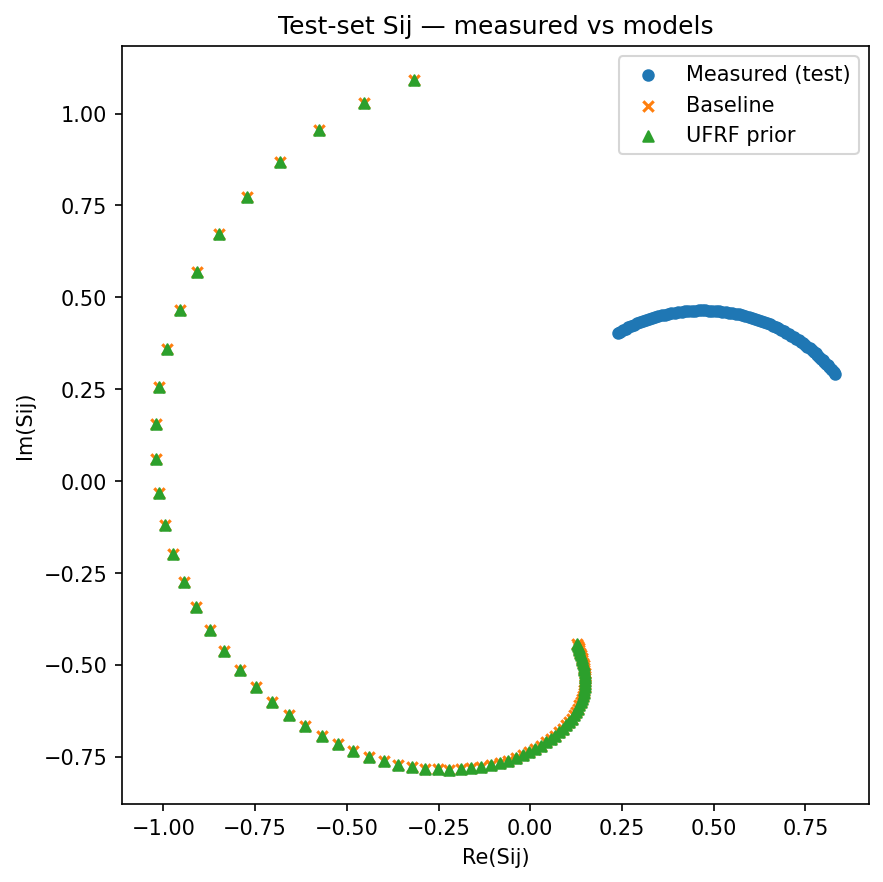 Test-set Sij — measured vs models
Measured (test)
Baseline
UFRF prior
1.00
0.75
0.50
0.25
0.00
−0.25
−0.50
−0.75
Im(Sij)
−1.00 −0.75 −0.50 −0.25 0.00 0.25 0.50 0.75
Re(Sij)